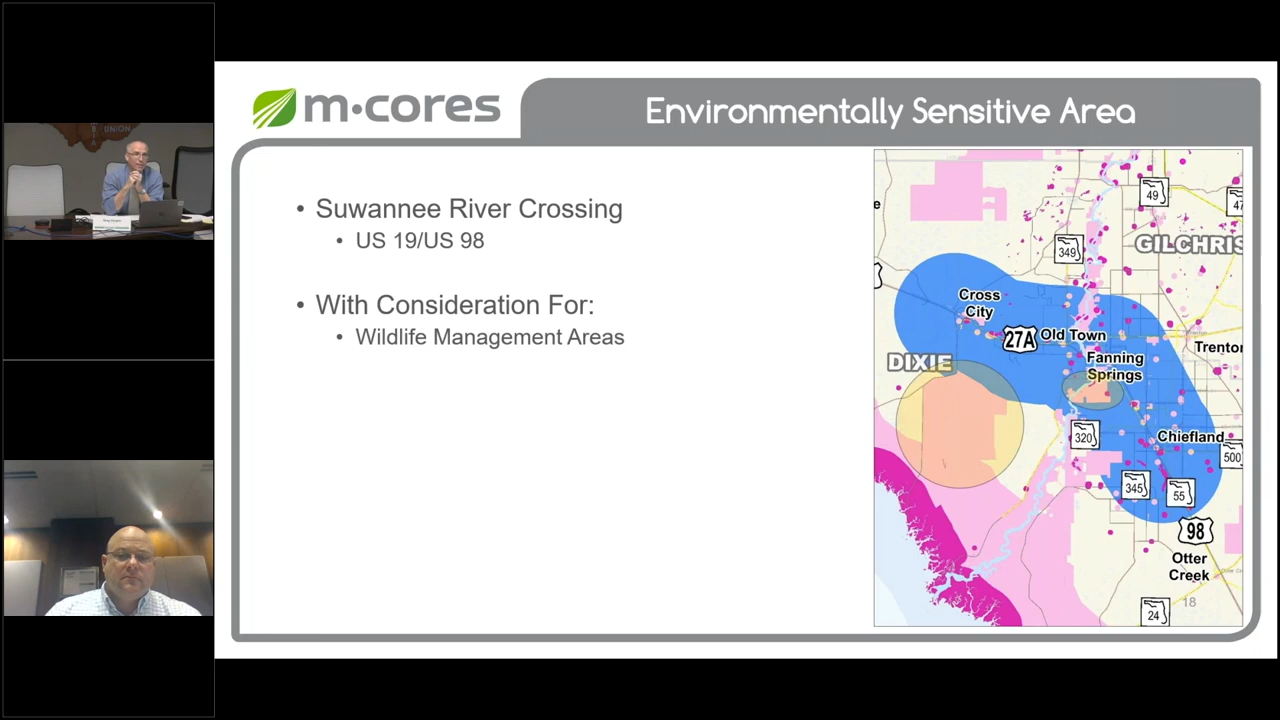 UNION
m·cores
Environmentally Sensitive Area
• Suwannee River Crossing
• US 19/US 98
• With Consideration For:
• Wildlife Management Areas
49
47
349
GILCHRIS
Cross
City
27A
Old Town
Trenton
Fanning
Springs
DIXIE
320
Chiefland
500
345
55
98
Otter
Creek
24
18